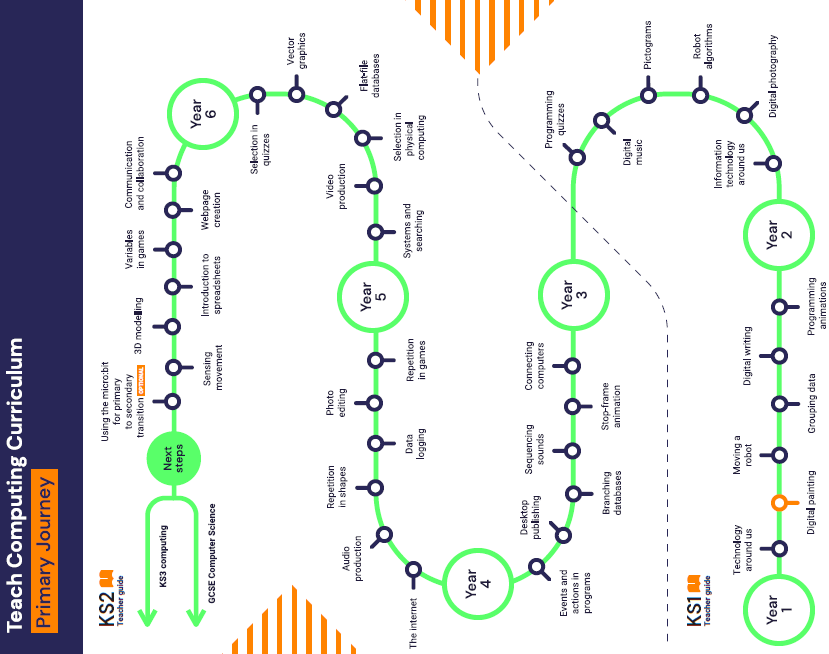 Teach Computing Curriculum
Primary Journey
KS2
Teacher guide
KS3 computing
GCSE Computer Science
Next
steps
Using the micro:bit
for primary
to secondary
transition OPTIONAL
Sensing
movement
3D modelling
Introduction to
spreadsheets
Variables
in games
Webpage
creation
Communication
and collaboration
Year
6
Selection in
quizzes
Vector
graphics
Flat-file
databases
Selection in
physical
computing
Video
production
Systems and
searching
Year
5
Repetition
in games
Photo
editing
Data
logging
Repetition
in shapes
Audio
production
The internet
Year
4
Events and
actions in
programs
Desktop
publishing
Branching
databases
Sequencing
sounds
Stop-frame
animation
Connecting
computers
Year
3
Programming
quizzes
Digital
music
Pictograms
Robot
algorithms
Digital photography
Information
technology
around us
Year
2
Programming
animations
Digital writing
Grouping data
Moving a
robot
Digital painting
Technology
around us
Year
1
KS1
Teacher guide